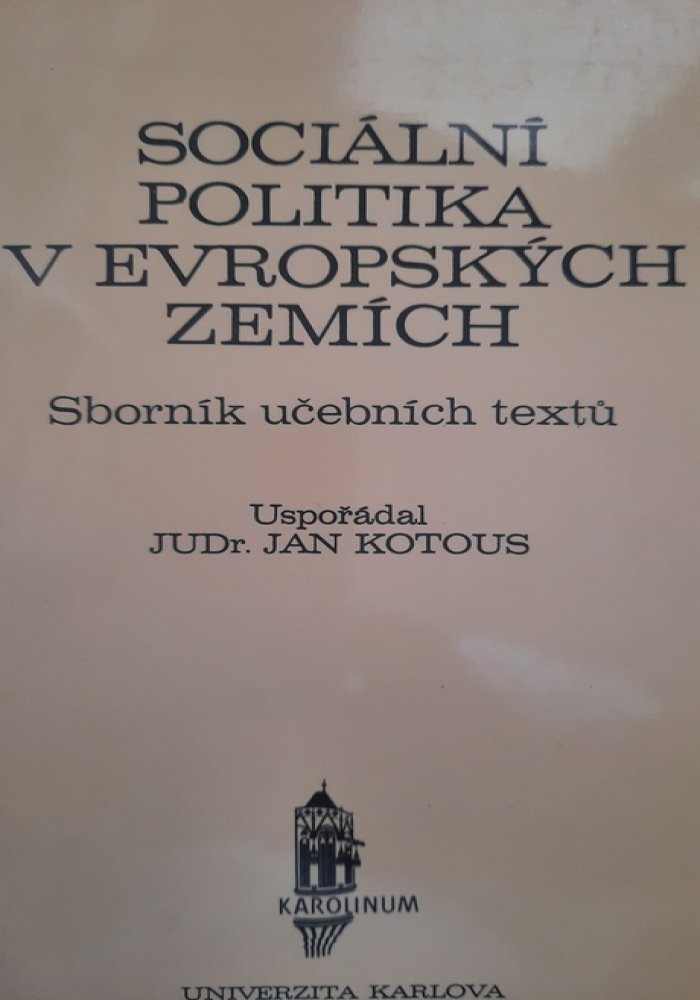 SOCIÁLNÍ
POLITIKA
V EVROPSKÝCH
ZEMÍCH
Sborník učebních textů
Uspořádal
JUDr. JAN KOTOUS
KAROLINUM
UNIVERZITA KARLOVA